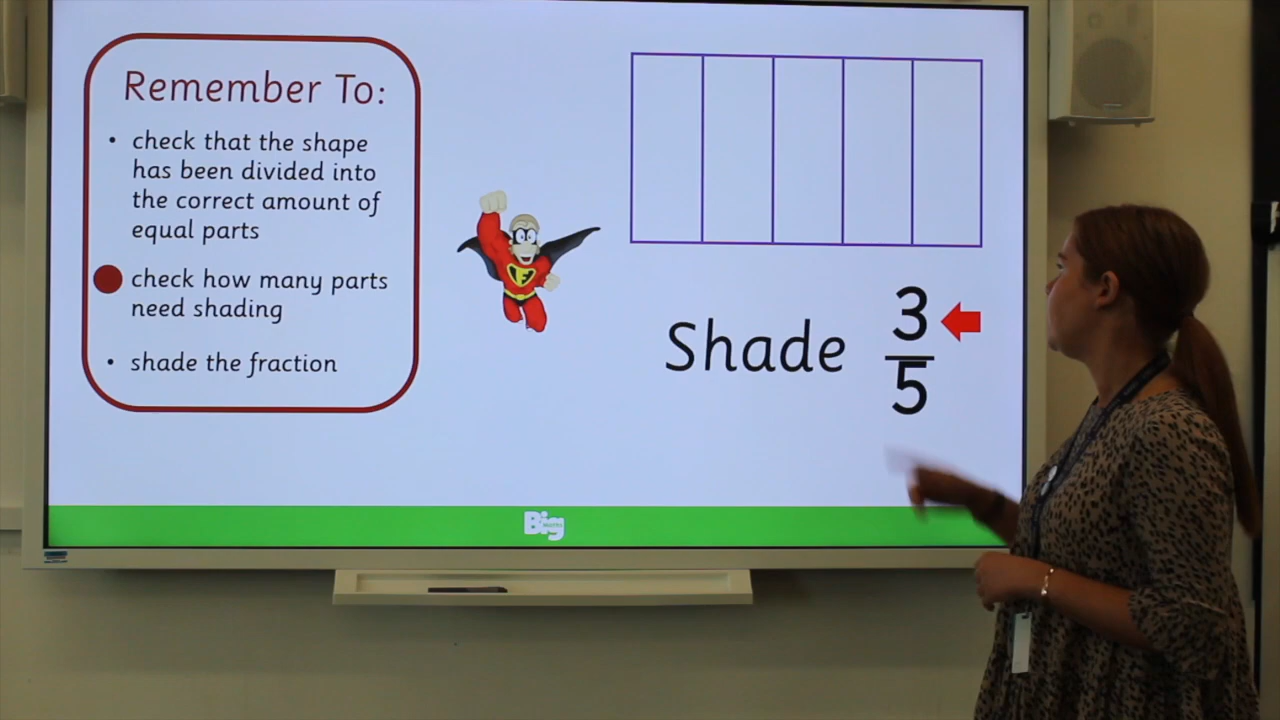 Remember To:
• check that the shape
has been divided into
the correct amount of
equal parts
check how many parts
need shading
• shade the fraction
F
Shade 3/5
Big